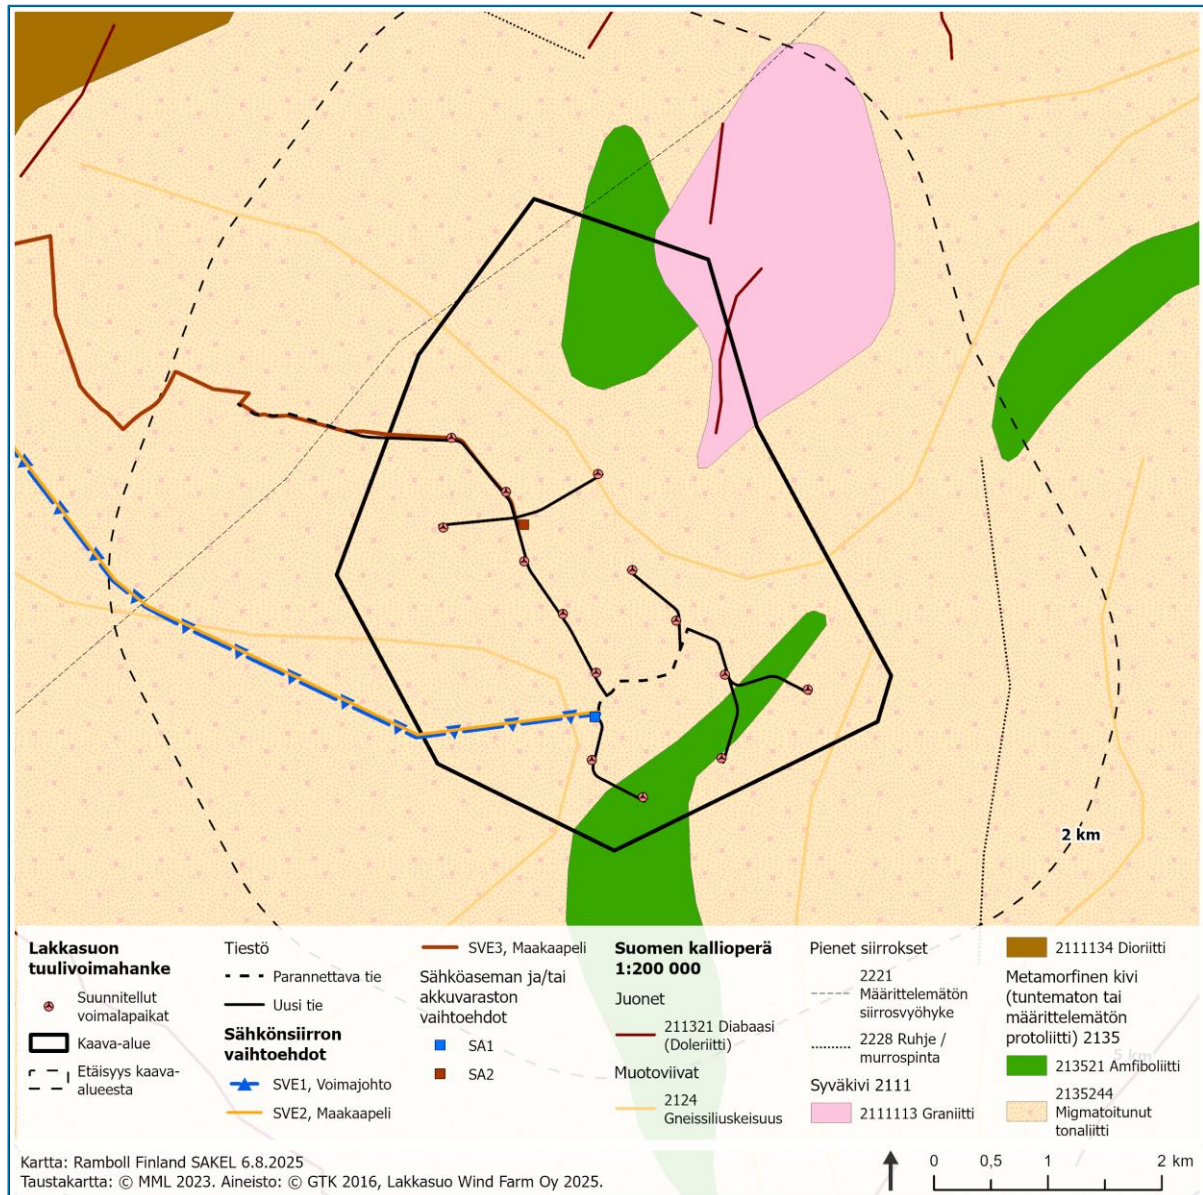 2 km
Lakkasuon
tuulivoimahanke
Suunnitellut
voimalapaikat
Kaava-alue
Etäisyys kaava-
alueesta
Tiestö
Parannettava tie
Uusi tie
Sähkönsiirron
vaihtoehdot
SVE1, Voimajohto
SVE2, Maakaapeli
SVE3, Maakaapeli
Sähköaseman ja/tai
akkuvaraston
vaihtoehdot
SA1
SA2
Suomen kallioperä
1:200 000
Juonet
211321 Diabaasi
(Doleriitti)
Muotoviivat
2124
Gneissiliuskeisuus
Pienet siirrokset
2221
Määrittelemätön
siirrosvyöhyke
2228 Ruhje /
murrospinta
Syväkivi 2111
2111113 Graniitti
2111134 Dioriitti
Metamorfinen kivi
(tuntematon tai
määrittelemätön
protoliitti) 2135
5 km
213521 Amfiboliitti
2135244
Migmatoitunut
tonaliitti
Kartta: Ramboll Finland SAKEL 6.8.2025
Taustakartta: © MML 2023. Aineisto: © GTK 2016, Lakkasuo Wind Farm Oy 2025.
0 0,5 1 2 km